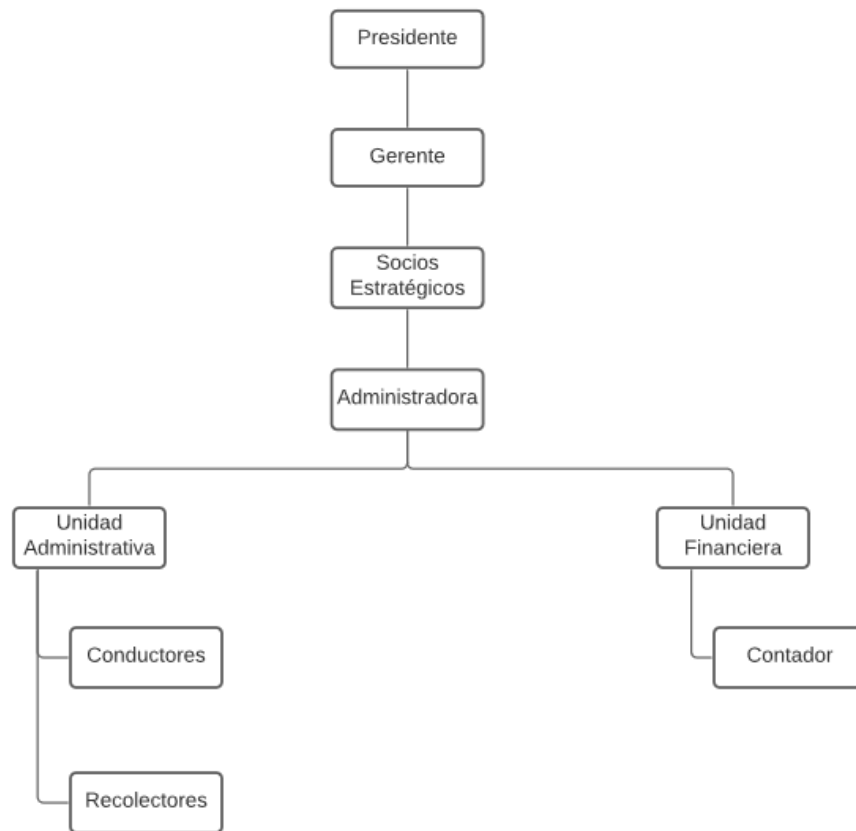 Presidente
Gerente
Socios
Estratégicos
Administradora
Unidad
Administrativa
Unidad
Financiera
Conductores
Contador
Recolectores